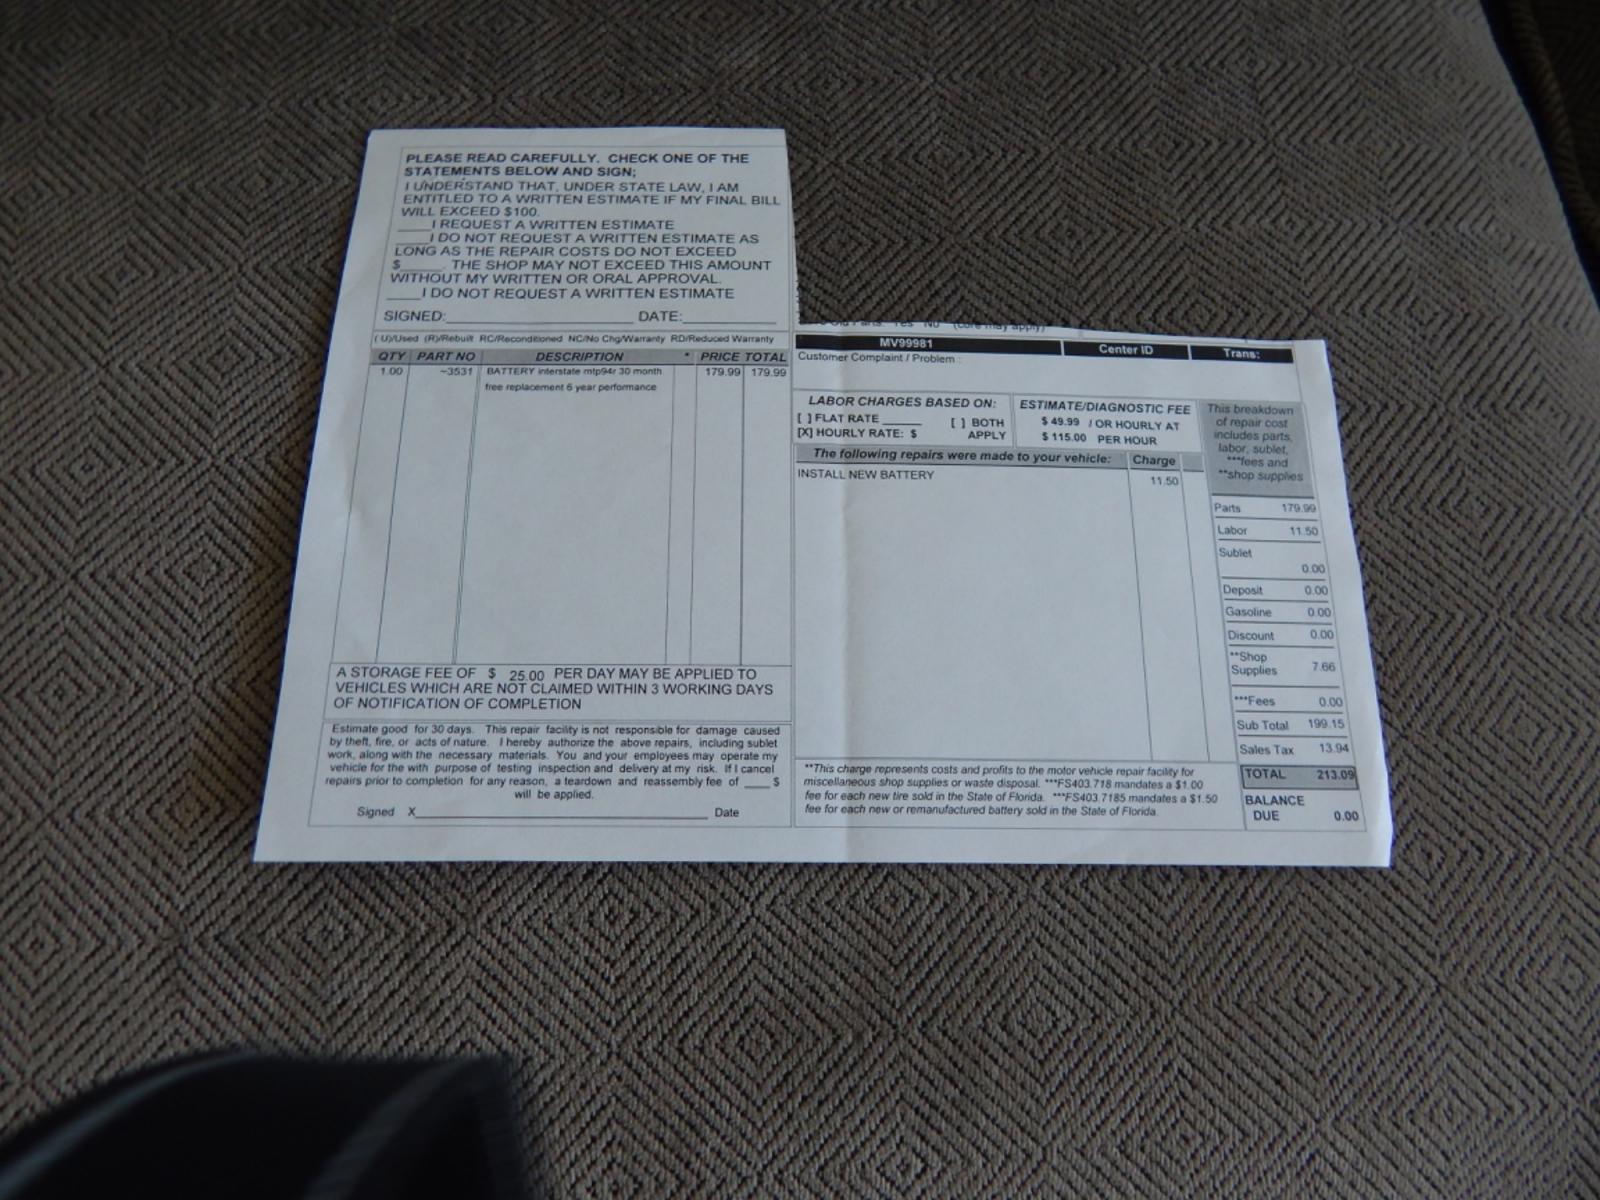 PLEASE READ CAREFULLY. CHECK ONE OF THE
STATEMENTS BELOW AND SIGN;
I UNDERSTAND THAT, UNDER STATE LAW, I AM
ENTITLED TO A WRITTEN ESTIMATE IF MY FINAL BILL
WILL EXCEED $100.
____I REQUEST A WRITTEN ESTIMATE
____I DO NOT REQUEST A WRITTEN ESTIMATE AS
LONG AS THE REPAIR COSTS DO NOT EXCEED
$_____. THE SHOP MAY NOT EXCEED THIS AMOUNT
WITHOUT MY WRITTEN OR ORAL APPROVAL.
____I DO NOT REQUEST A WRITTEN ESTIMATE
SIGNED:____________________ DATE:__________
( U)/Used (R)/Rebuilt RC/Reconditioned NC/No Chg/Warranty RD/Reduced Warranty
QTY PART NO DESCRIPTION * PRICE TOTAL
1.00 ~3531 BATTERY interstate mtp94r 30 month 179.99 179.99
free replacement 6 year performance
A STORAGE FEE OF $ 25.00 PER DAY MAY BE APPLIED TO
VEHICLES WHICH ARE NOT CLAIMED WITHIN 3 WORKING DAYS
OF NOTIFICATION OF COMPLETION
Estimate good for 30 days. This repair facility is not responsible for damage caused
by theft, fire, or acts of nature. I hereby authorize the above repairs, including sublet
work, along with the necessary materials. You and your employees may operate my
vehicle for the with purpose of testing inspection and delivery at my risk. If I cancel
repairs prior to completion for any reason, a teardown and reassembly fee of ____ $
will be applied.
Signed X____________________ Date
Old Parts: Yes No (core may apply)
MV99981 Center ID Trans:
Customer Complaint / Problem :
LABOR CHARGES BASED ON:
[ ] FLAT RATE ______ [ ] BOTH
[X] HOURLY RATE: $ APPLY
ESTIMATE/DIAGNOSTIC FEE
$ 49.99 / OR HOURLY AT
$ 115.00 PER HOUR
The following repairs were made to your vehicle: Charge
INSTALL NEW BATTERY 11.50
This breakdown
of repair cost
includes parts,
labor, sublet,
***fees and
**shop supplies
Parts 179.99
Labor 11.50
Sublet
0.00
Deposit 0.00
Gasoline 0.00
Discount 0.00
**Shop
Supplies 7.66
***Fees 0.00
Sub Total 199.15
Sales Tax 13.94
TOTAL 213.09
BALANCE
DUE 0.00
**This charge represents costs and profits to the motor vehicle repair facility for
miscellaneous shop supplies or waste disposal. ***FS403.718 mandates a $1.00
fee for each new tire sold in the State of Florida. ***FS403.7185 mandates a $1.50
fee for each new or remanufactured battery sold in the State of Florida.